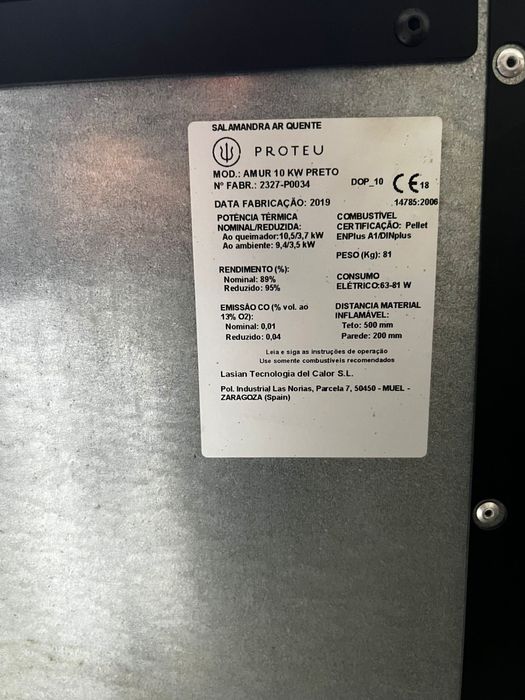 SALAMANDRA AR QUENTE
PROTEU
MOD.: AMUR 10 KW PRETO
Nº FABR.: 2327-P0034
DOP_10 CE 18
DATA FABRICAÇÃO: 2019
14785:2006
POTÊNCIA TÉRMICA
NOMINAL/REDUZIDA:
Ao queimador:10,5/3,7 kW
Ao ambiente: 9,4/3,5 kW
COMBUSTÍVEL
CERTIFICAÇÃO: Pellet
ENPlus A1/DINplus
PESO (Kg): 81
RENDIMENTO (%):
Nominal: 89%
Reduzido: 95%
CONSUMO
ELÉTRICO:63-81 W
EMISSÃO CO (% vol. ao
13% O2):
Nominal: 0,01
Reduzido: 0,04
DISTANCIA MATERIAL
INFLAMÁVEL:
Teto: 500 mm
Parede: 200 mm
Leia e siga as instruções de operação
Use somente combustíveis recomendados
Lasian Tecnologia del Calor S.L.
Pol. Industrial Las Norias, Parcela 7, 50450 - MUEL -
ZARAGOZA (Spain)